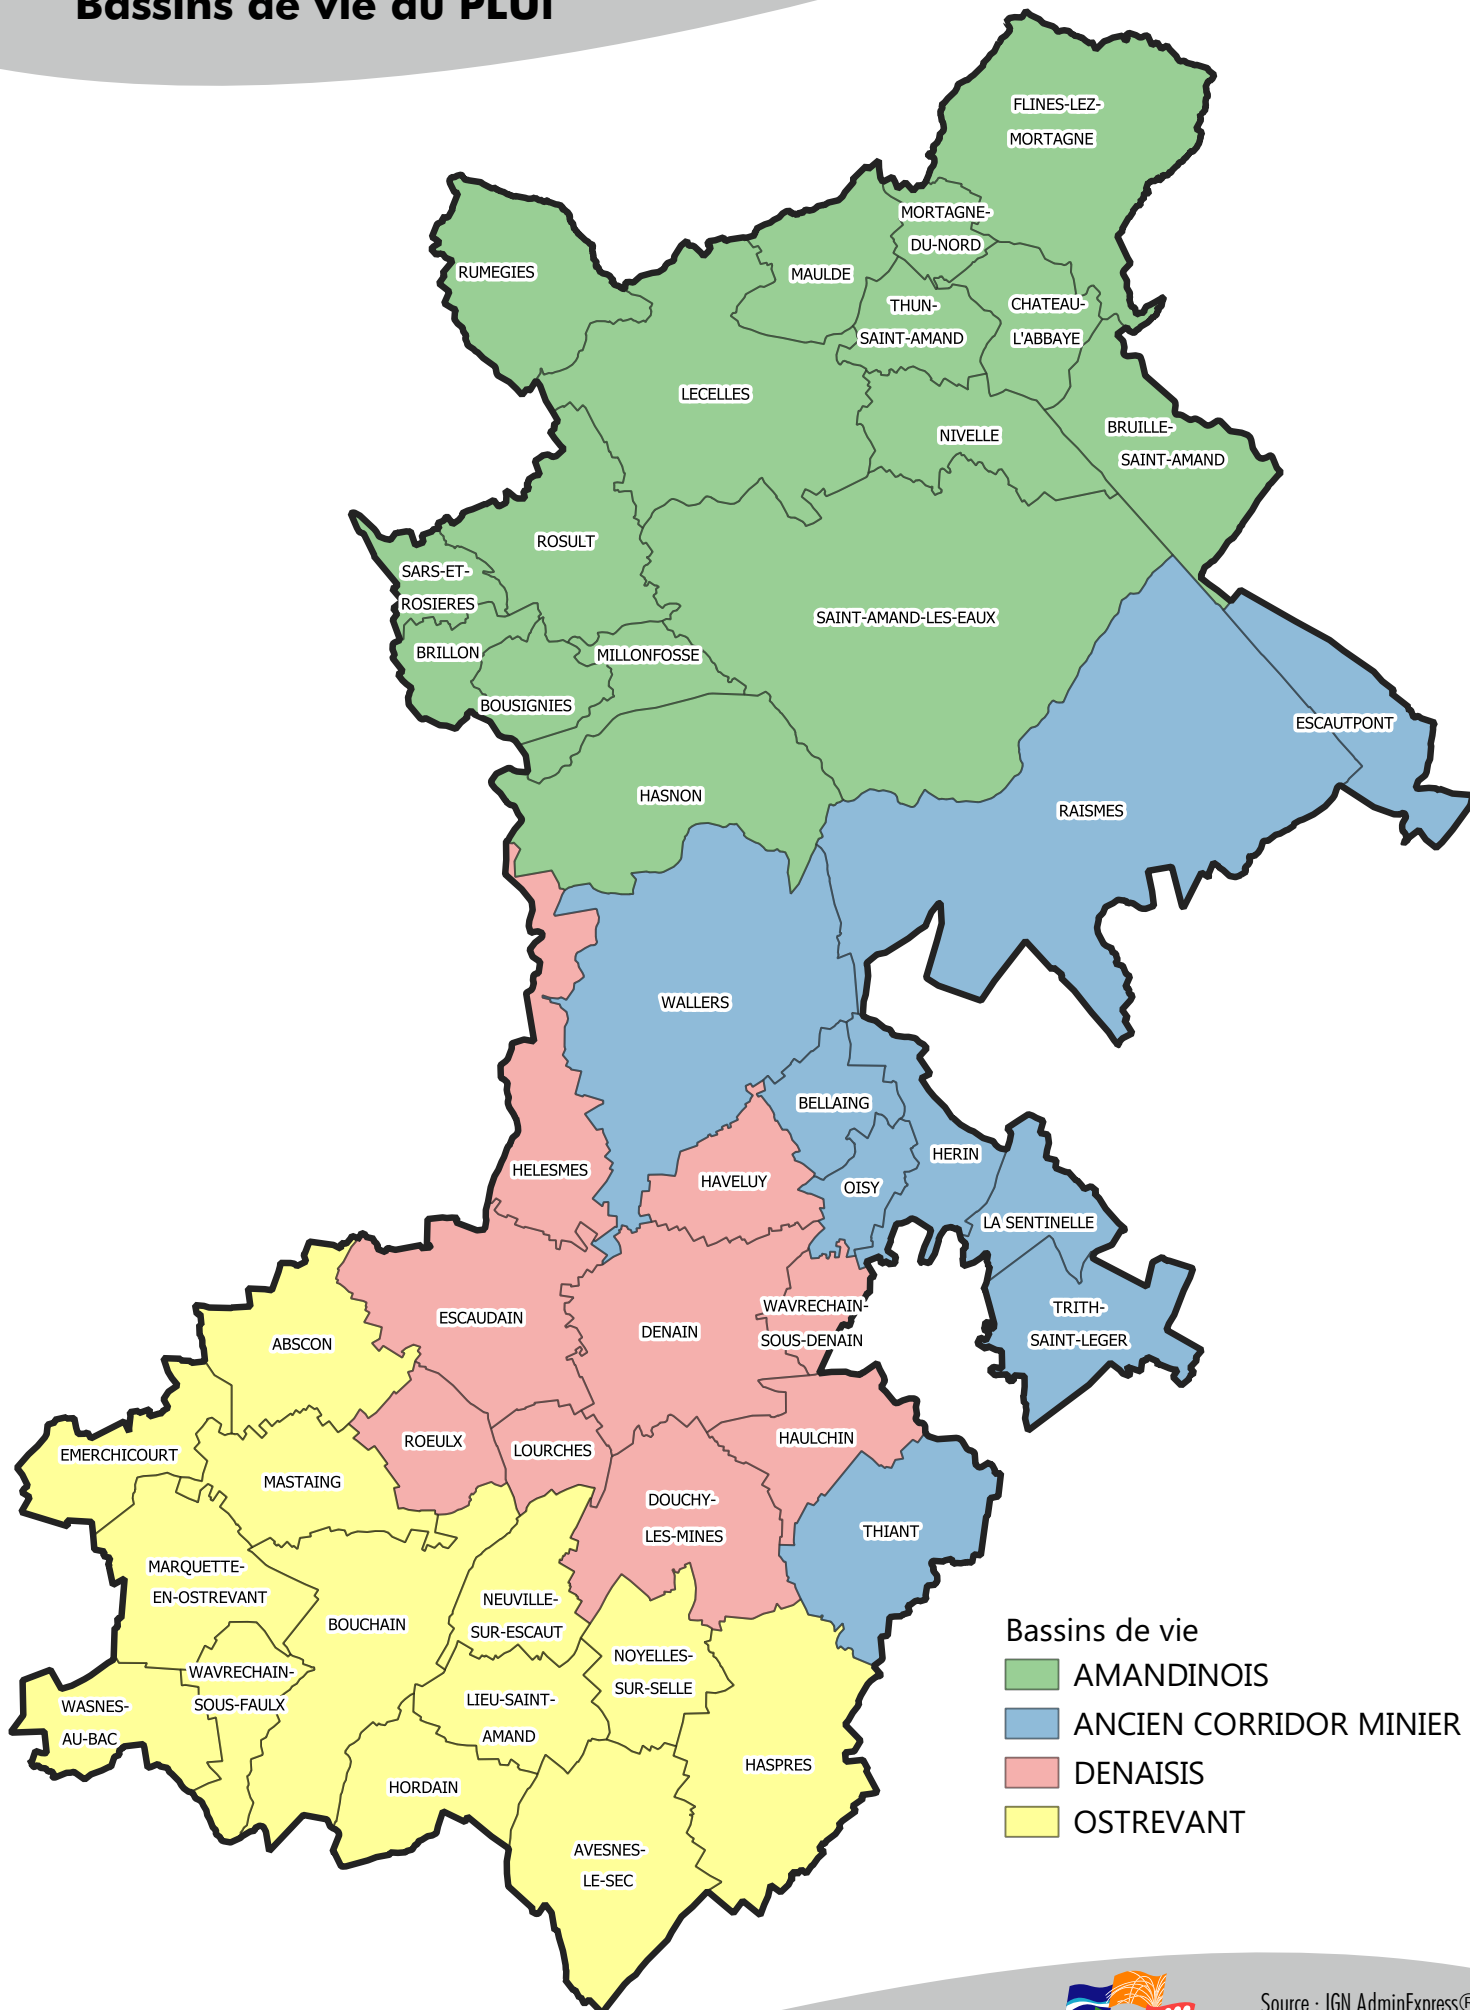 Bassins de vie du PLUi
FLINES-LEZ-
MORTAGNE
MORTAGNE-
DU-NORD
RUMEGIES
MAULDE
THUN-
SAINT-AMAND
CHATEAU-
L'ABBAYE
LECELLES
BRUILLE-
SAINT-AMAND
NIVELLE
ROSULT
SARS-ET-
ROSIERES
SAINT-AMAND-LES-EAUX
BRILLON
MILLONFOSSE
BOUSIGNIES
ESCAUTPONT
HASNON
RAISMES
WALLERS
BELLAING
HERIN
HELESMES
HAVELUY
OISY
LA SENTINELLE
TRITH-
SAINT-LEGER
WAVRECHAIN-
SOUS-DENAIN
ESCAUDAIN
DENAIN
ABSCON
HAULCHIN
ROEULX
LOURCHES
EMERCHICOURT
MASTAING
DOUCHY-
LES-MINES
THIANT
MARQUETTE-
EN-OSTREVANT
NEUVILLE-
SUR-ESCAUT
BOUCHAIN
NOYELLES-
SUR-SELLE
WAVRECHAIN-
SOUS-FAULX
WASNES-
AU-BAC
LIEU-SAINT-
AMAND
HASPRES
HORDAIN
AVESNES-
LE-SEC
Bassins de vie
AMANDINOIS
ANCIEN CORRIDOR MINIER
DENAISIS
OSTREVANT
Source : IGN AdminExpress®